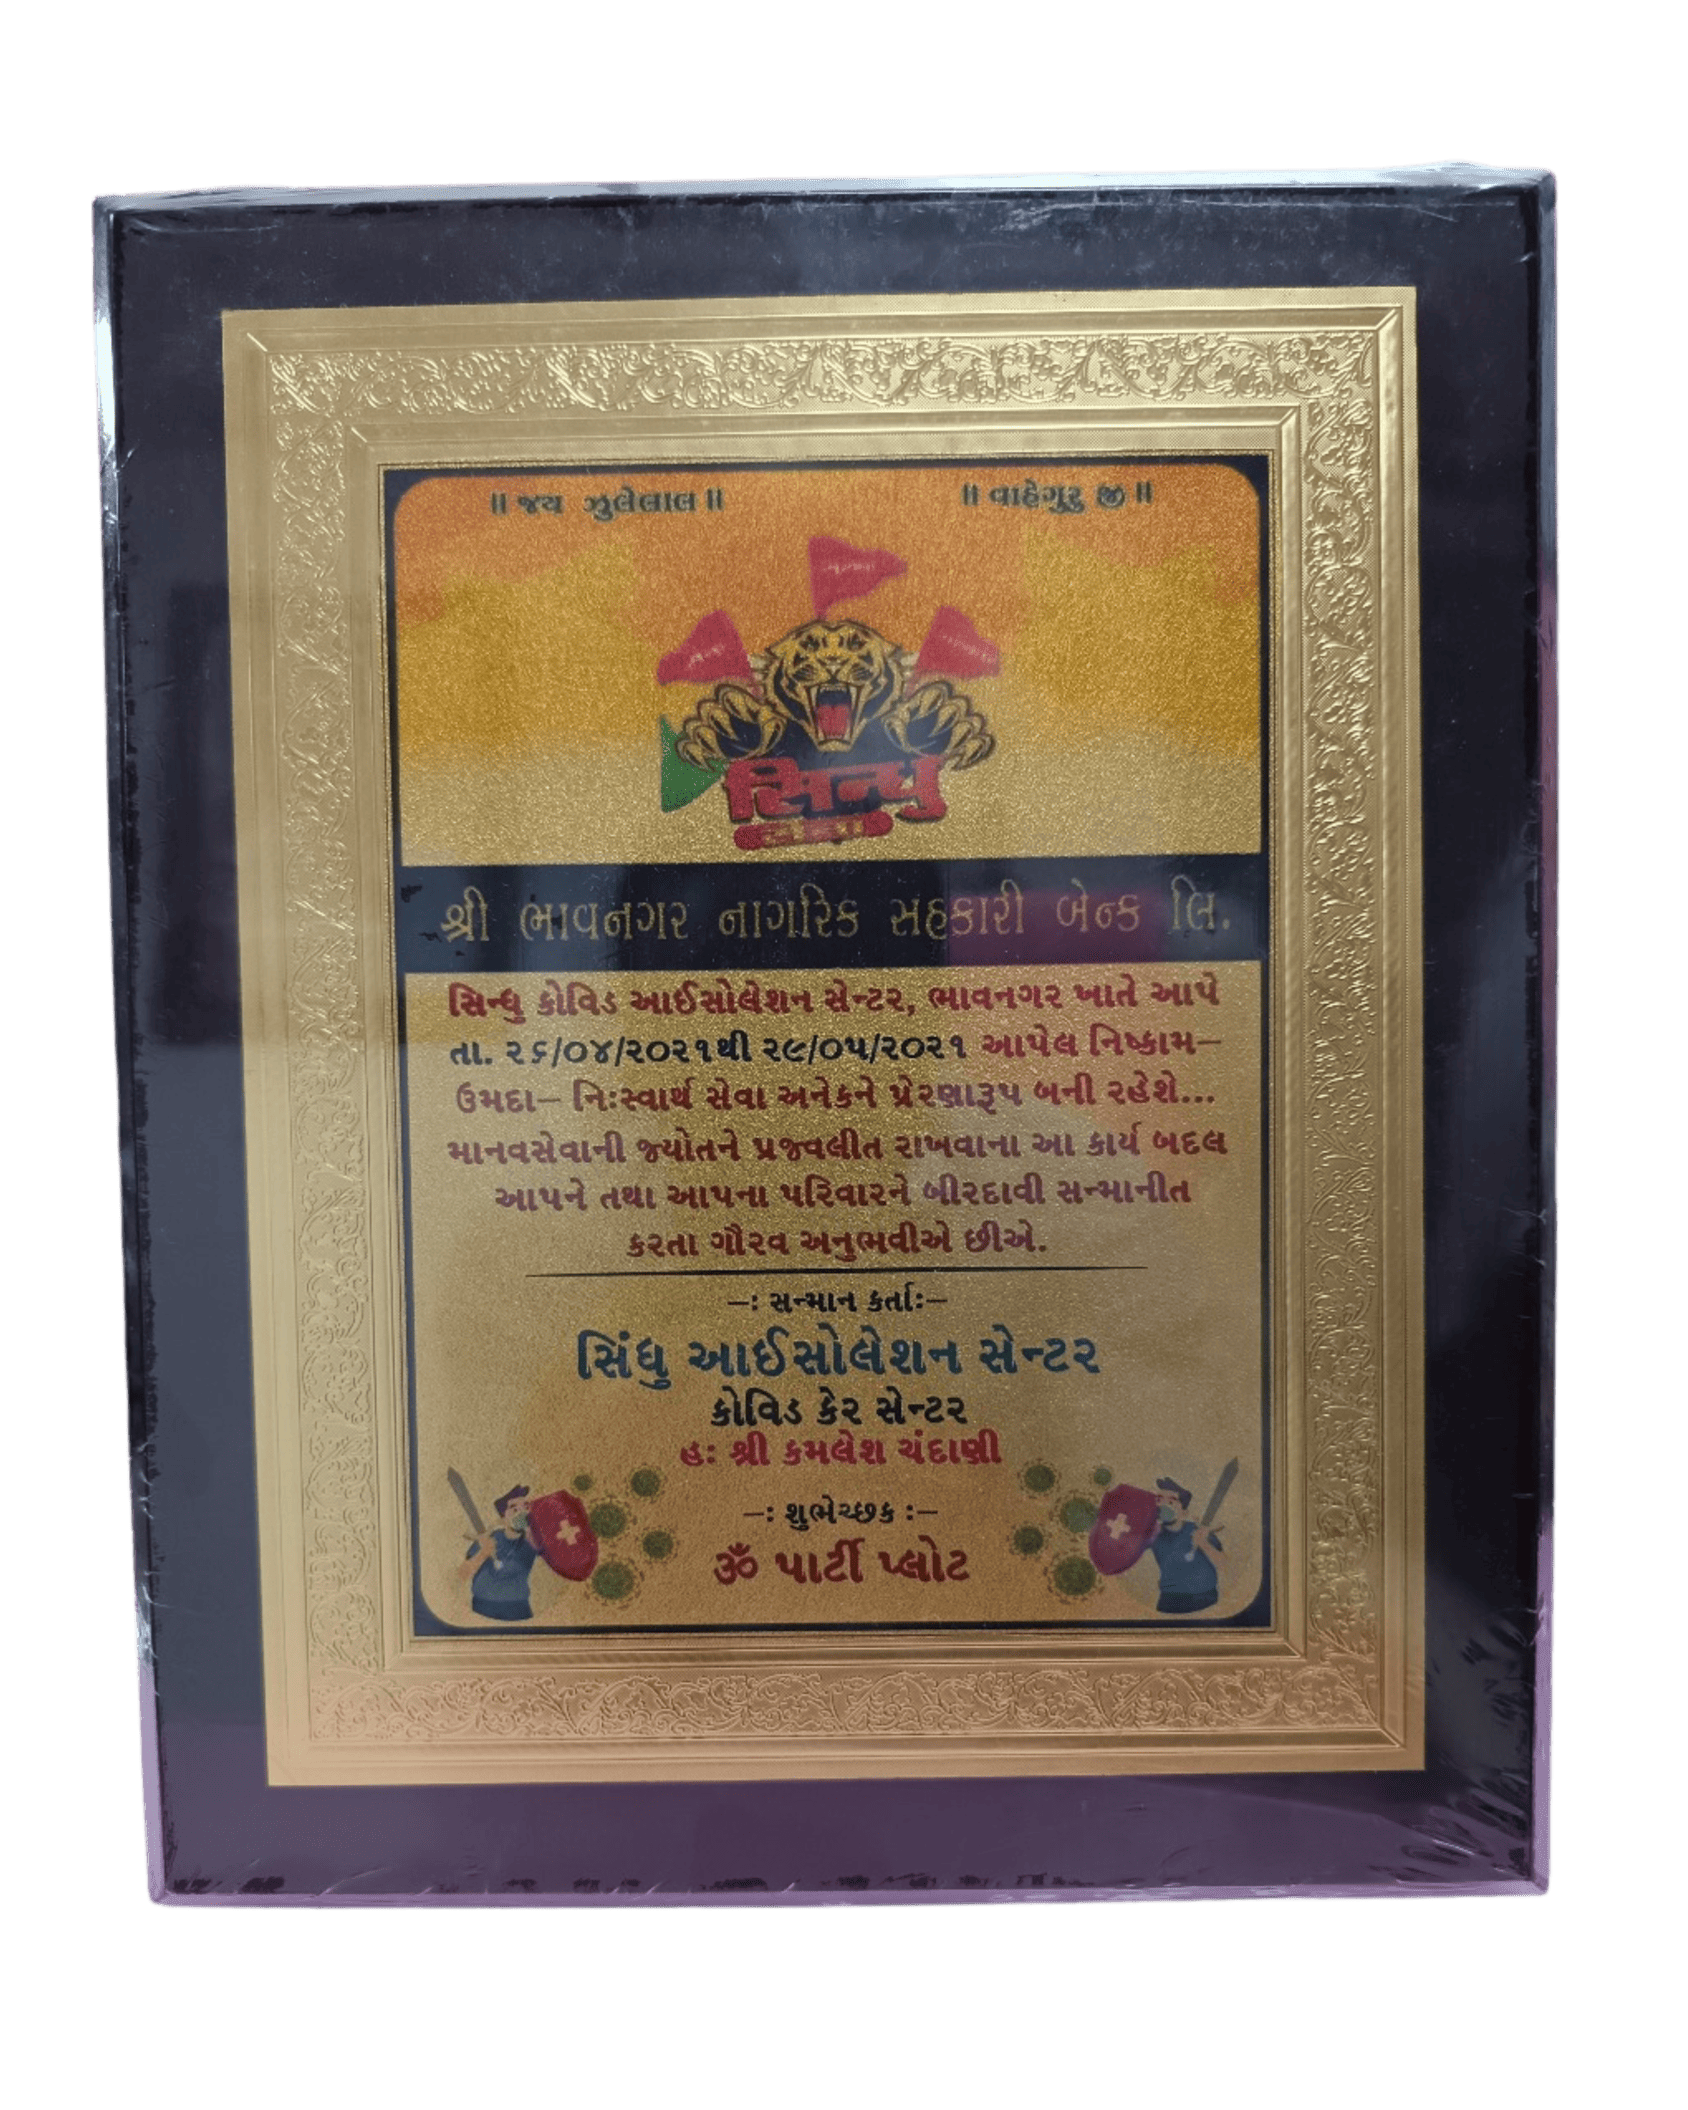 ॥ જય ઝુલેલાલ ॥
॥ વાહેગુરુ જી ॥
सिन्धु
શ્રી ભાવનગર નાગરિક સહકારી બેન્ક લિ.
સિન્ધુ કોવિડ આઈસોલેશન સેન્ટર, ભાવનગર ખાતે આપે
તા. ૨૬/૦૪/૨૦૨૧થી ૨૯/૦૫/૨૦૨૧ આપેલ નિષ્કામ–
ઉમદા– નિઃસ્વાર્થ સેવા અનેકને પ્રેરણારૂપ બની રહેશે...
માનવસેવાની જ્યોતને પ્રજ્વલીત રાખવાના આ કાર્ય બદલ
આપને તથા આપના પરિવારને બીરદાવી સન્માનીત
કરતા ગૌરવ અનુભવીએ છીએ.
–: સન્માન કર્તાઃ–
સિંધુ આઈસોલેશન સેન્ટર
કોવિડ કેર સેન્ટર
હઃ શ્રી કમલેશ ચંદાણી
–: શુભેચ્છક :–
ૐ પાર્ટી પ્લોટ